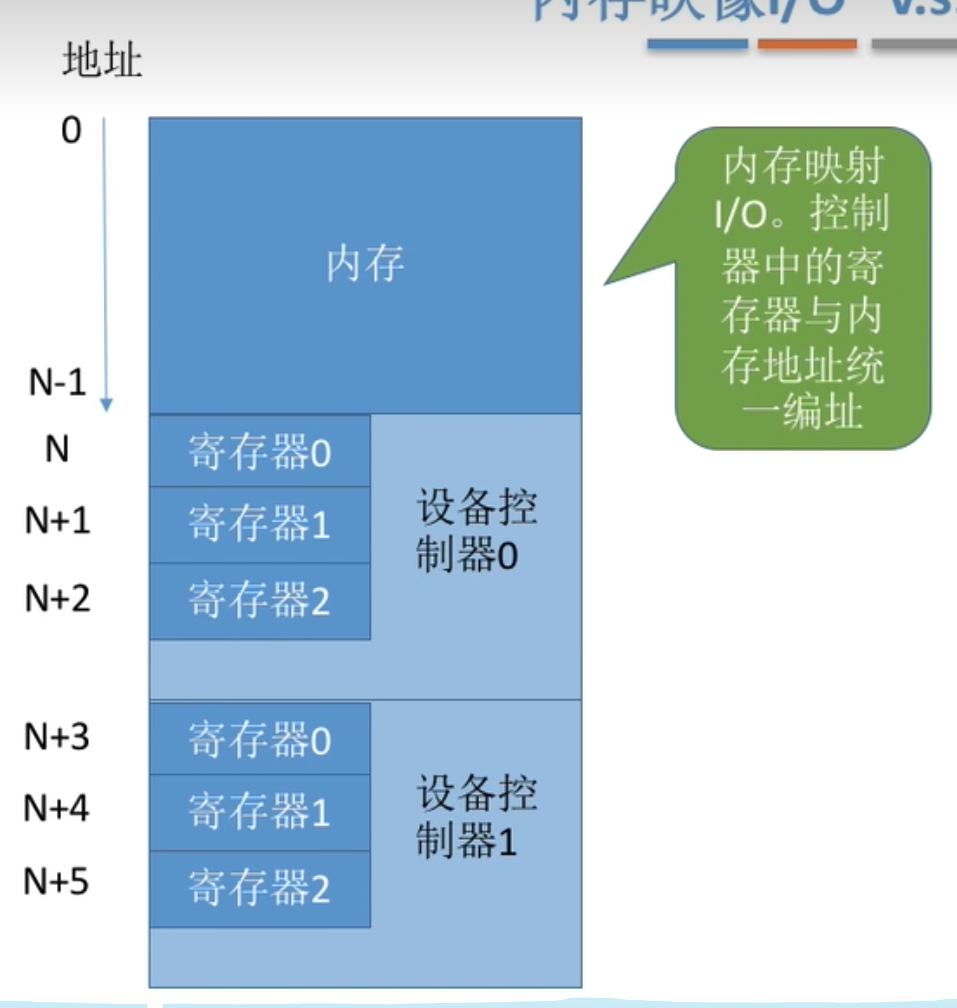 内存映像I/O v.s.
地址
0
内存
内存映射
I/O。控制
器中的寄
存器与内
存地址统
一编址
N-1
N
寄存器0
N+1
寄存器1
N+2
寄存器2
设备控
制器0
N+3
寄存器0
N+4
寄存器1
N+5
寄存器2
设备控
制器1